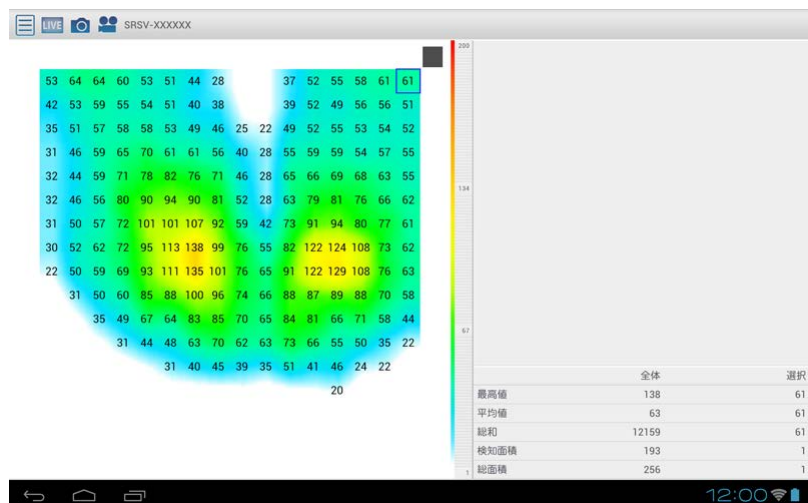 LIVE SRSV-XXXXXX
200
53 64 64 60 53 51 44 28 37 52 55 58 61 61
42 53 59 55 54 51 40 38 39 52 49 56 56 51
35 51 57 58 58 53 49 46 25 22 49 52 55 53 54 52
31 46 59 65 70 61 61 56 40 28 55 59 59 54 57 55
32 44 59 71 78 82 76 71 46 28 65 66 69 68 63 55
134
32 46 56 80 90 94 90 81 52 28 63 79 81 76 66 62
31 50 57 72 101 101 107 92 59 42 73 91 94 80 77 61
30 52 62 72 95 113 138 99 76 55 82 122 124 108 73 62
22 50 59 69 93 111 135 101 76 65 91 122 129 108 76 63
31 50 60 85 88 100 96 74 66 88 87 89 88 70 58
35 49 67 64 83 85 70 65 84 81 66 71 58 44
67
31 44 48 63 70 62 63 73 66 55 50 35 22
31 40 45 39 35 51 41 46 24 22
20
全体 選択
最高値 138 61
平均値 63 61
総和 12159 61
検知面積 193 1
総面積 256 1
1
12:00